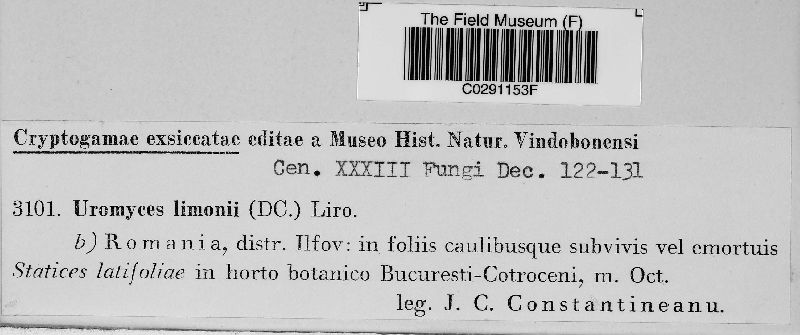 The Field Museum (F)
C0291153F
Cryptogamae exsiccatae editae a Museo Hist. Natur. Vindobonensi
Cen. XXXIII Fungi Dec. 122-131
3101. Uromyces limonii (DC.) Liro.
b) Romania, distr. Ilfov: in foliis caulibusque subvivis vel emortuis
Statices latifoliae in horto botanico Bucuresti-Cotroceni, m. Oct.
leg. J. C. Constantineanu.